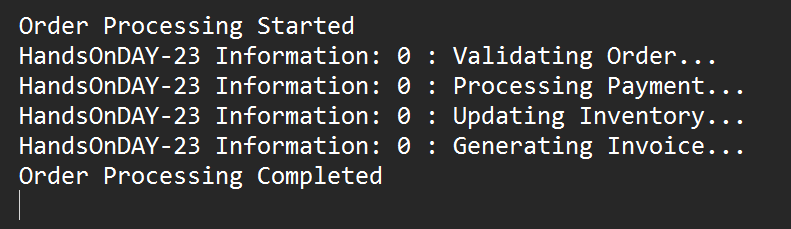 Order Processing Started
HandsOnDAY-23 Information: 0 : Validating Order...
HandsOnDAY-23 Information: 0 : Processing Payment...
HandsOnDAY-23 Information: 0 : Updating Inventory...
HandsOnDAY-23 Information: 0 : Generating Invoice...
Order Processing Completed